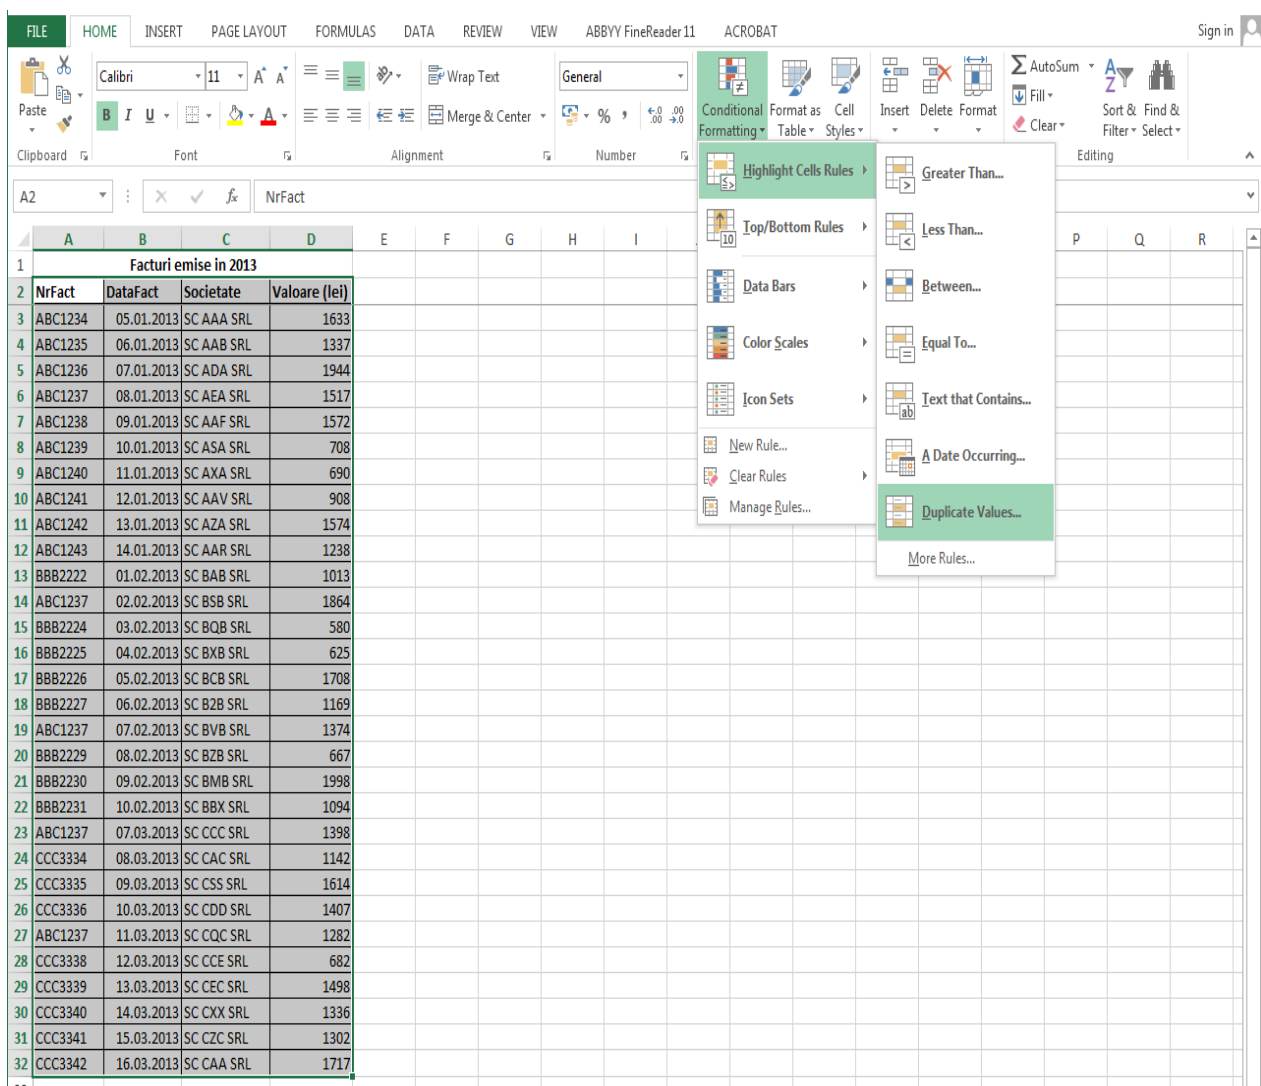 FILE HOME INSERT PAGE LAYOUT FORMULAS DATA REVIEW VIEW ABBYY FineReader 11 ACROBAT Sign in
Paste
Clipboard
Calibri 11 A A
B I U A
Font
Wrap Text
Merge & Center
Alignment
General
% , .0 .00 .00 .0
Number
Conditional Formatting
Format as Table
Cell Styles
Insert Delete Format
AutoSum
Fill
Clear
Sort & Filter
Find & Select
Editing
A2 fx NrFact
A B C D E F G H I P Q R
1 Facturi emise in 2013
2 NrFact DataFact Societate Valoare (lei)
3 ABC1234 05.01.2013 SC AAA SRL 1633
4 ABC1235 06.01.2013 SC AAB SRL 1337
5 ABC1236 07.01.2013 SC ADA SRL 1944
6 ABC1237 08.01.2013 SC AEA SRL 1517
7 ABC1238 09.01.2013 SC AAF SRL 1572
8 ABC1239 10.01.2013 SC ASA SRL 708
9 ABC1240 11.01.2013 SC AXA SRL 690
10 ABC1241 12.01.2013 SC AAV SRL 908
11 ABC1242 13.01.2013 SC AZA SRL 1574
12 ABC1243 14.01.2013 SC AAR SRL 1238
13 BBB2222 01.02.2013 SC BAB SRL 1013
14 ABC1237 02.02.2013 SC BSB SRL 1864
15 BBB2224 03.02.2013 SC BQB SRL 580
16 BBB2225 04.02.2013 SC BXB SRL 625
17 BBB2226 05.02.2013 SC BCB SRL 1708
18 BBB2227 06.02.2013 SC B2B SRL 1169
19 ABC1237 07.02.2013 SC BVB SRL 1374
20 BBB2229 08.02.2013 SC BZB SRL 667
21 BBB2230 09.02.2013 SC BMB SRL 1998
22 BBB2231 10.02.2013 SC BBX SRL 1094
23 ABC1237 07.03.2013 SC CCC SRL 1398
24 CCC3334 08.03.2013 SC CAC SRL 1142
25 CCC3335 09.03.2013 SC CSS SRL 1614
26 CCC3336 10.03.2013 SC CDD SRL 1407
27 ABC1237 11.03.2013 SC CQC SRL 1282
28 CCC3338 12.03.2013 SC CCE SRL 682
29 CCC3339 13.03.2013 SC CEC SRL 1498
30 CCC3340 14.03.2013 SC CXX SRL 1336
31 CCC3341 15.03.2013 SC CZC SRL 1302
32 CCC3342 16.03.2013 SC CAA SRL 1717
Highlight Cells Rules
Top/Bottom Rules
Data Bars
Color Scales
Icon Sets
New Rule...
Clear Rules
Manage Rules...
Greater Than...
Less Than...
Between...
Equal To...
Text that Contains...
A Date Occurring...
Duplicate Values...
More Rules...